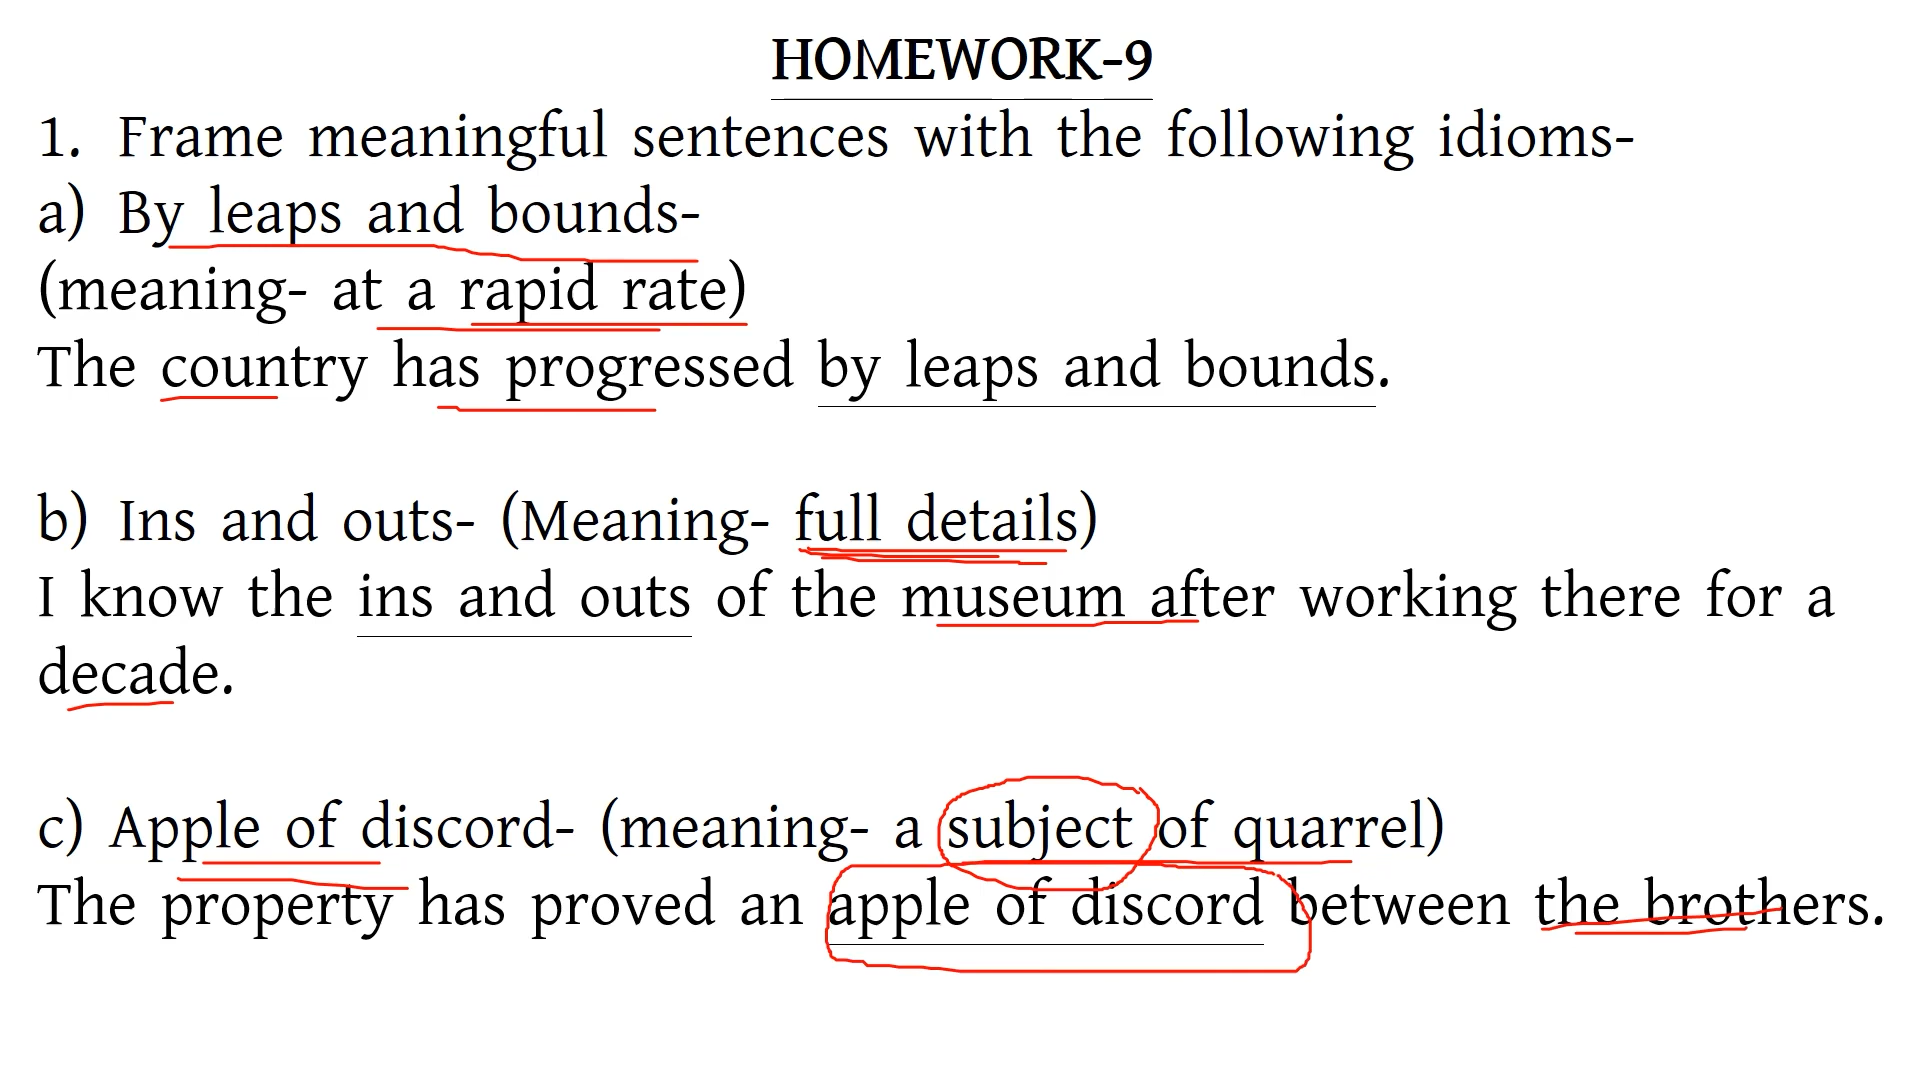 HOMEWORK-9
1. Frame meaningful sentences with the following idioms-
a) By leaps and bounds-
(meaning- at a rapid rate)
The country has progressed by leaps and bounds.
b) Ins and outs- (Meaning- full details)
I know the ins and outs of the museum after working there for a
decade.
c) Apple of discord- (meaning- a subject of quarrel)
The property has proved an apple of discord between the brothers.